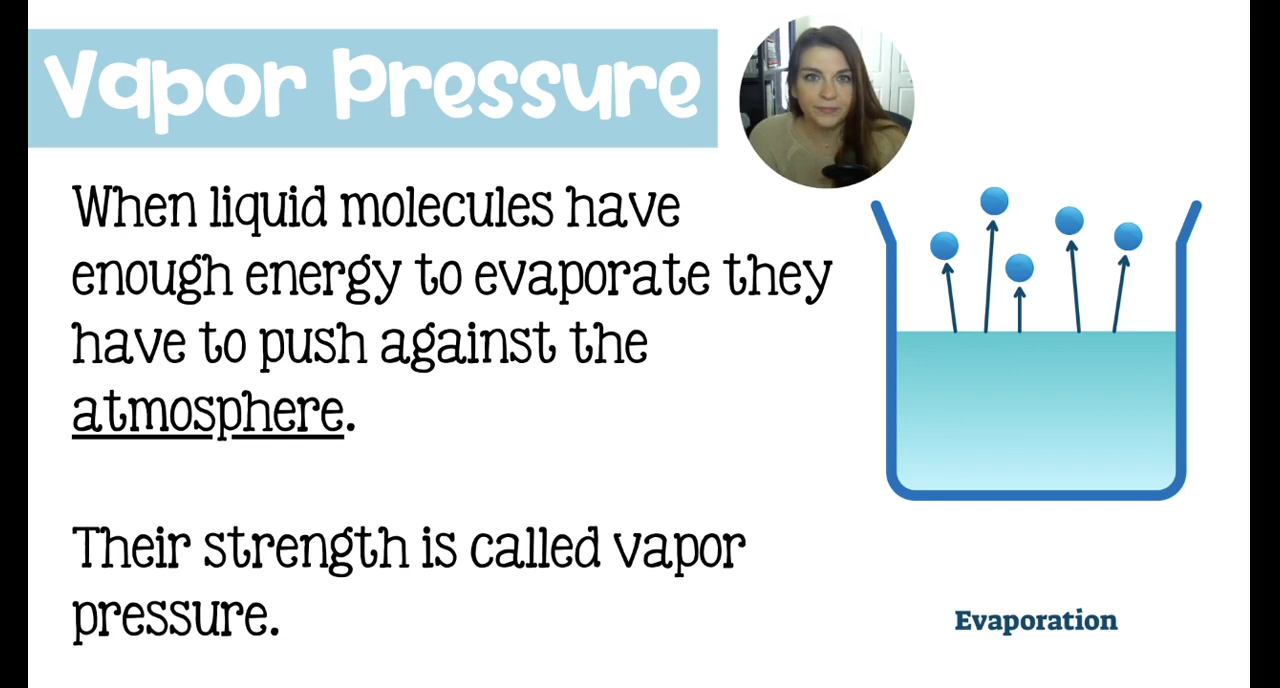 Vapor Pressure
When liquid molecules have
enough energy to evaporate they
have to push against the
atmosphere.
Their strength is called vapor
pressure.
Evaporation